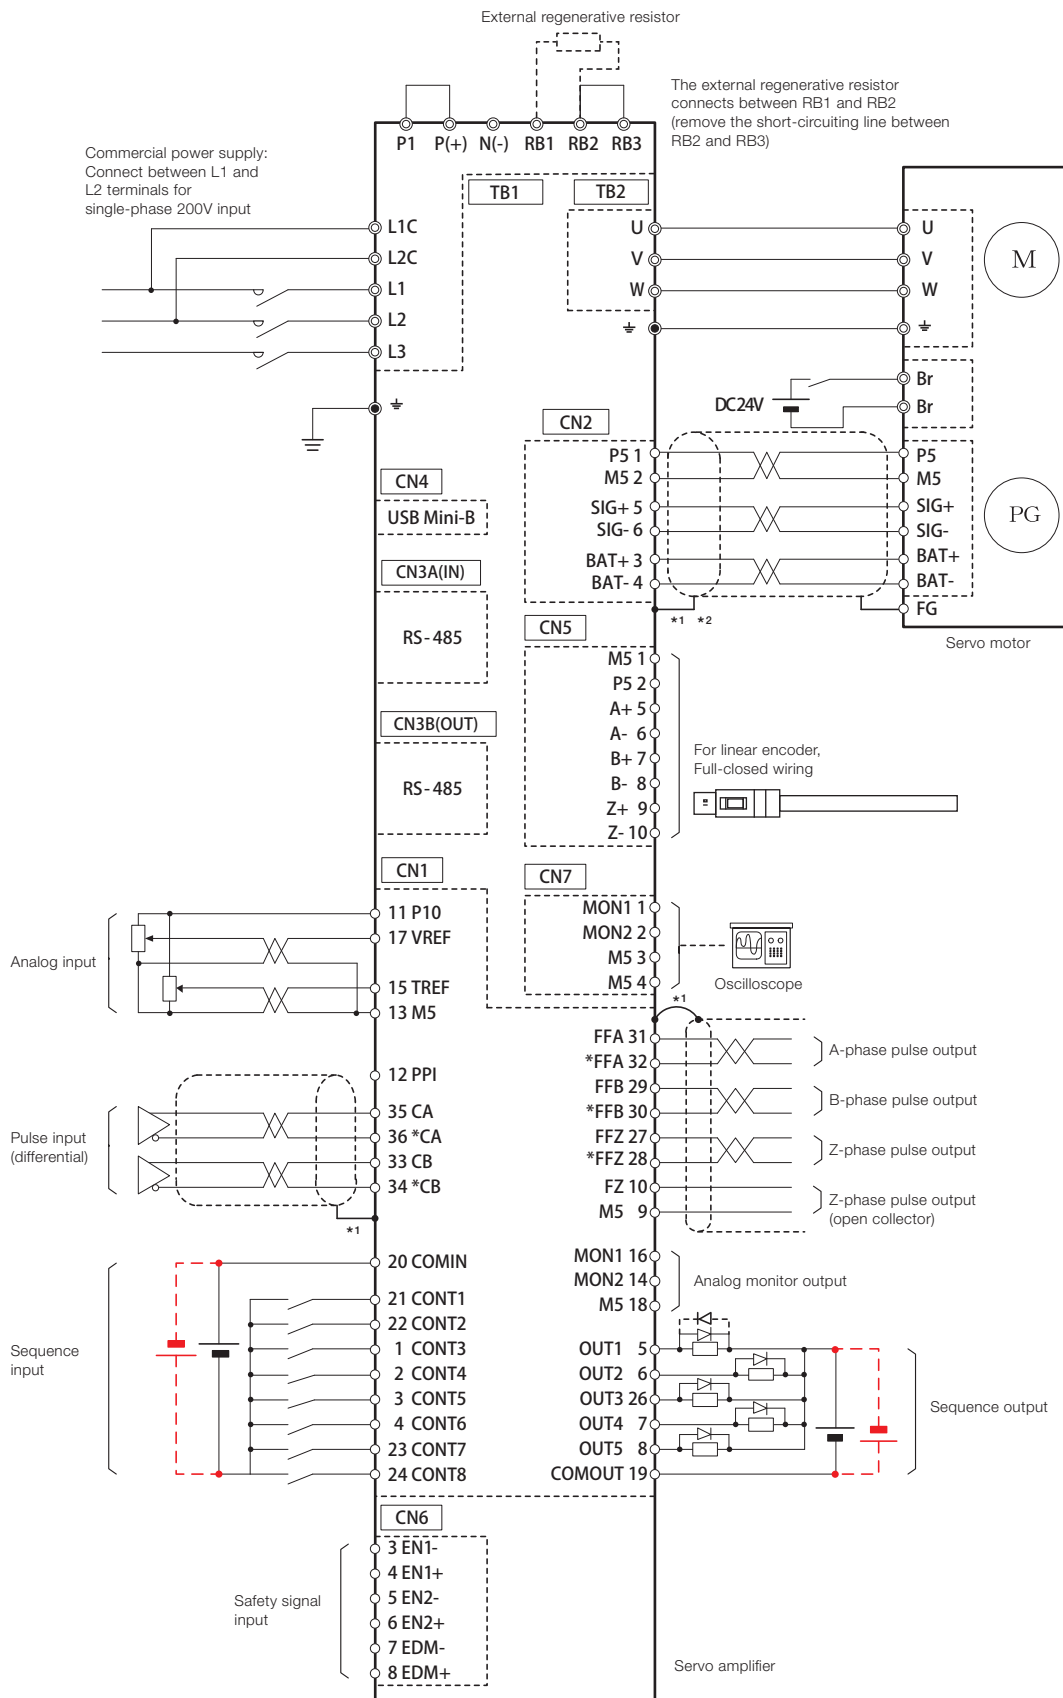 External regenerative resistor
The external regenerative resistor
connects between RB1 and RB2
(remove the short-circuiting line between
RB2 and RB3)
P1 P(+) N(-) RB1 RB2 RB3
Commercial power supply:
Connect between L1 and
L2 terminals for
single-phase 200V input
TB1
TB2
L1C
L2C
L1
L2
L3
U
V
W
U
V
W
M
Br
Br
DC24V
CN2
P5 1
M5 2
SIG+ 5
SIG- 6
BAT+ 3
BAT- 4
P5
M5
SIG+
SIG-
BAT+
BAT-
FG
PG
*1 *2
Servo motor
CN4
USB Mini-B
CN3A(IN)
RS-485
CN3B(OUT)
RS-485
CN5
M5 1
P5 2
A+ 5
A- 6
B+ 7
B- 8
Z+ 9
Z- 10
For linear encoder,
Full-closed wiring
CN1
Analog input
11 P10
17 VREF
15 TREF
13 M5
CN7
MON1 1
MON2 2
M5 3
M5 4
Oscilloscope
*1
12 PPI
Pulse input
(differential)
35 CA
36 *CA
33 CB
34 *CB
*1
FFA 31
*FFA 32
FFB 29
*FFB 30
FFZ 27
*FFZ 28
FZ 10
M5 9
A-phase pulse output
B-phase pulse output
Z-phase pulse output
Z-phase pulse output
(open collector)
Sequence
input
20 COMIN
21 CONT1
22 CONT2
1 CONT3
2 CONT4
3 CONT5
4 CONT6
23 CONT7
24 CONT8
MON1 16
MON2 14
M5 18
Analog monitor output
OUT1 5
OUT2 6
OUT3 26
OUT4 7
OUT5 8
COMOUT 19
Sequence output
CN6
Safety signal
input
3 EN1-
4 EN1+
5 EN2-
6 EN2+
7 EDM-
8 EDM+
Servo amplifier